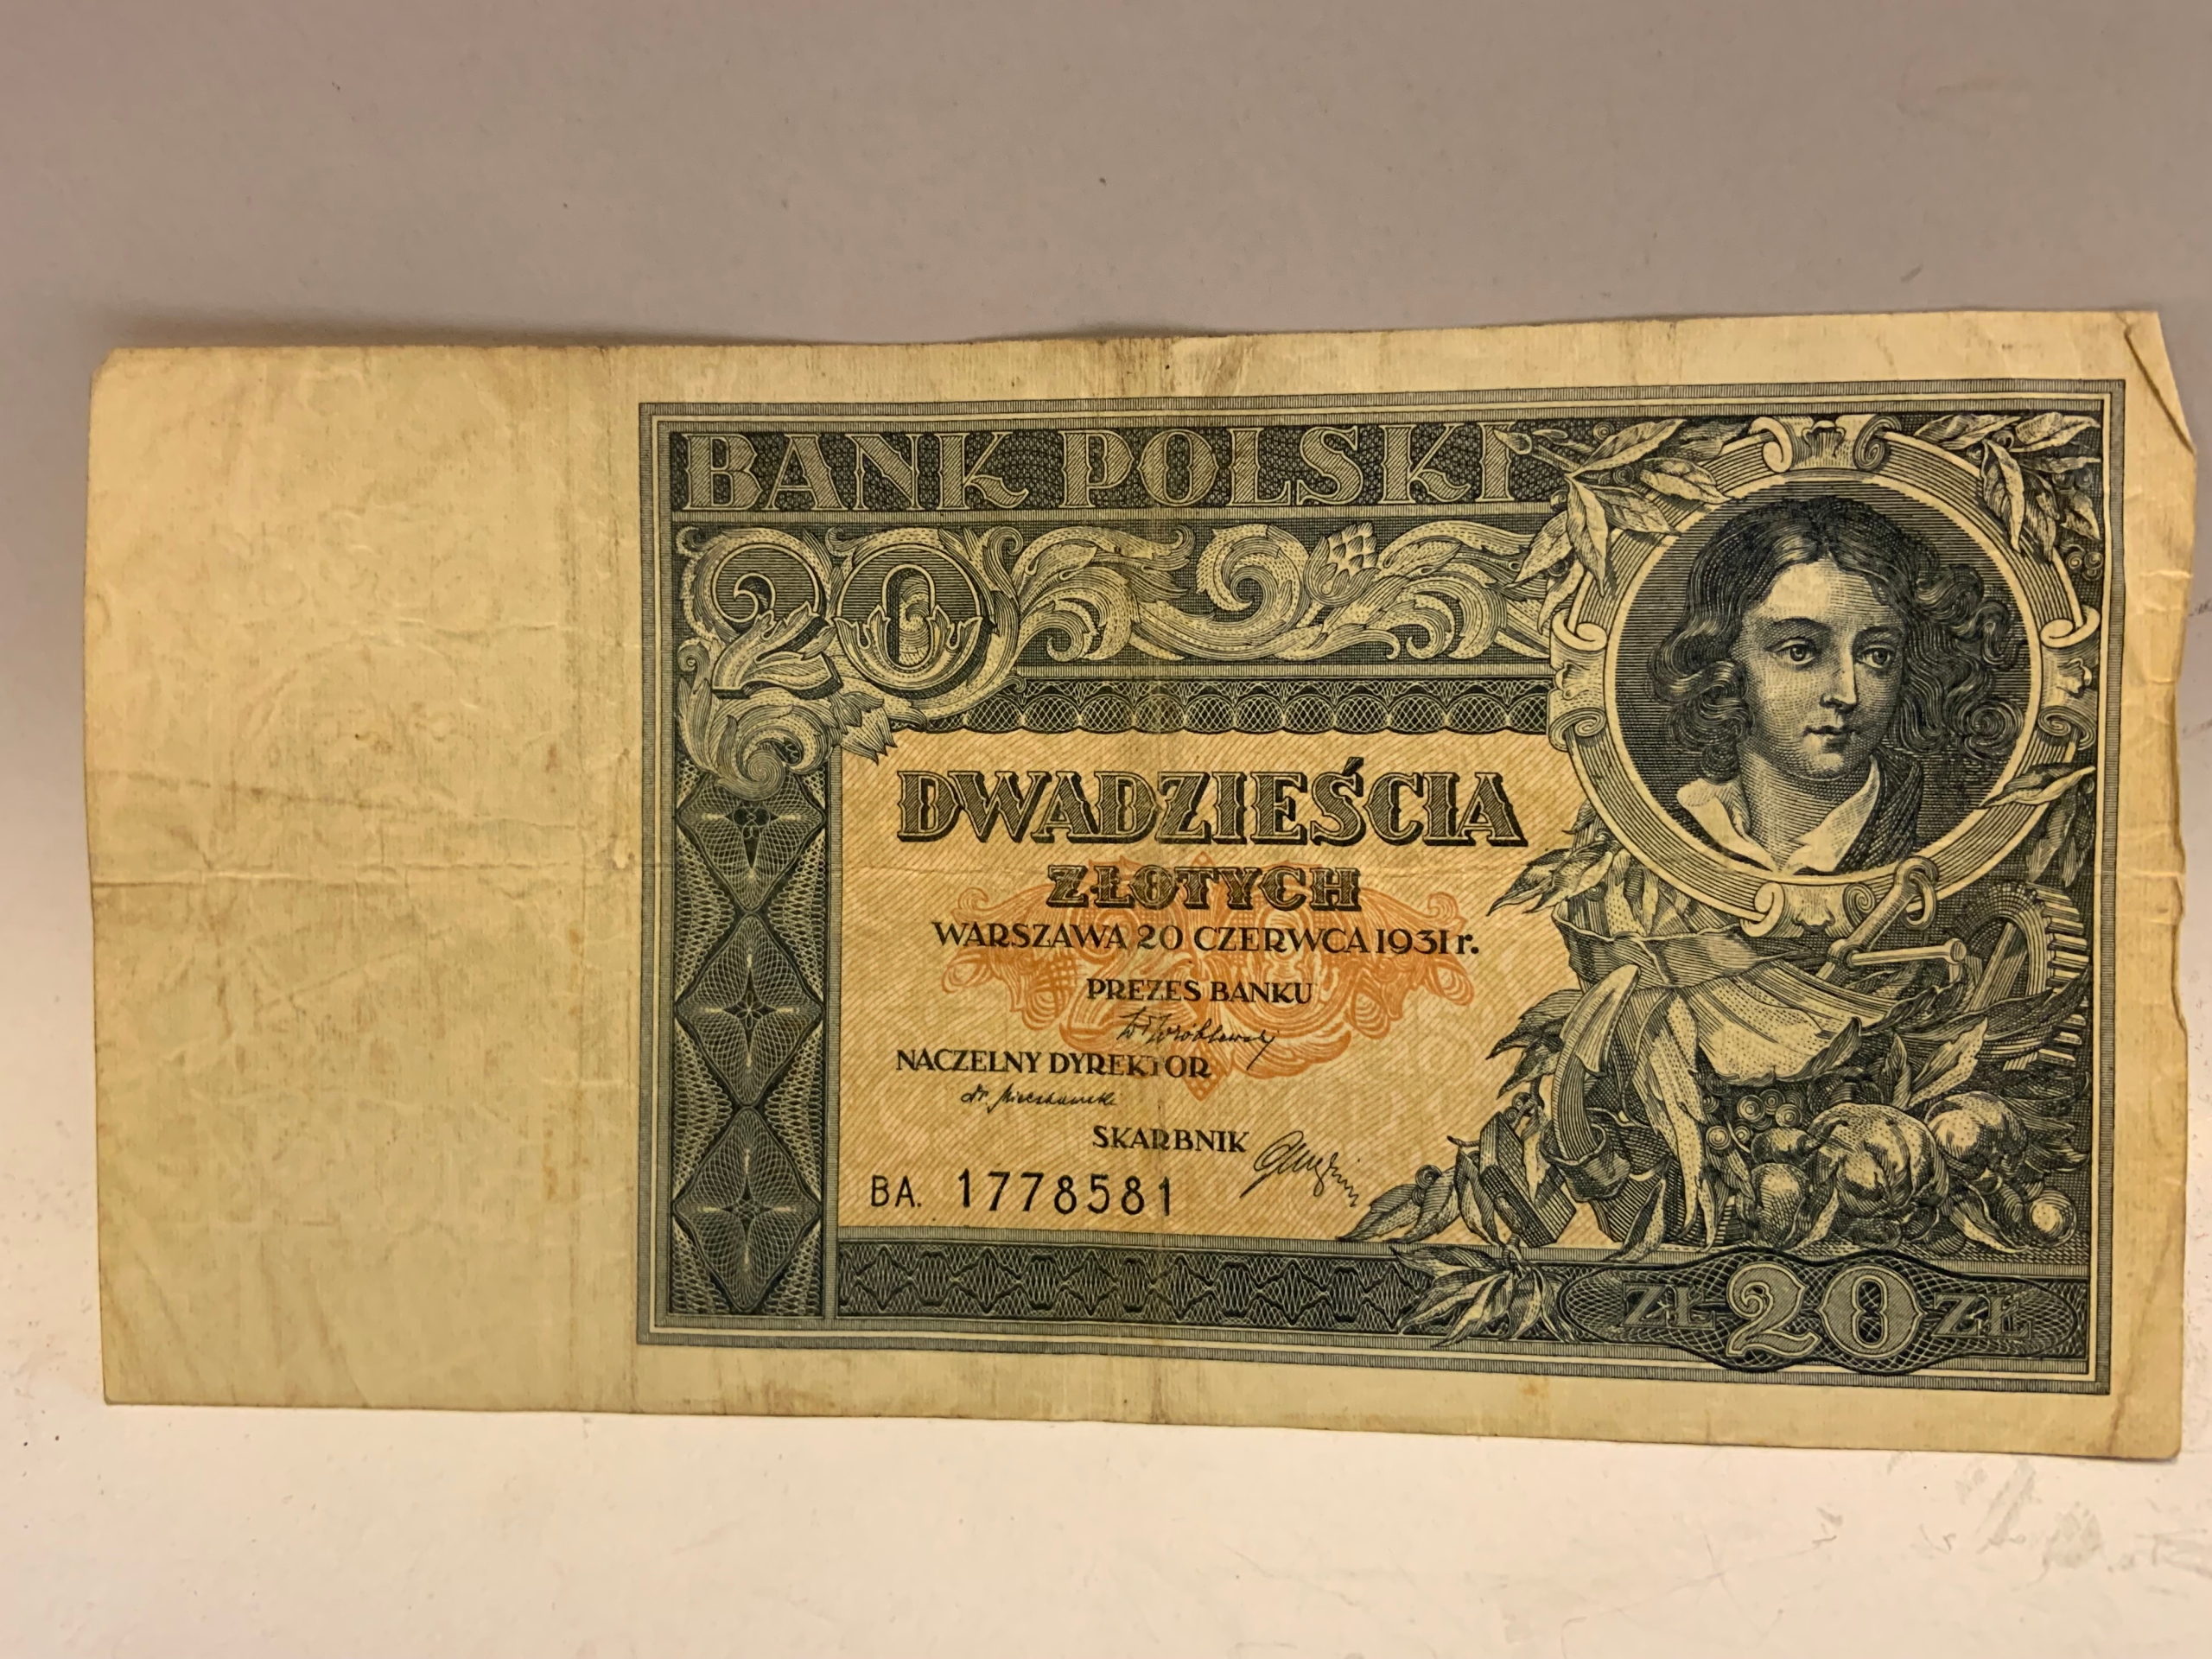 BANK POLSKI
20
DWADZIEŚCIA
ZŁOTYCH
WARSZAWA 20 CZERWCA 1931 r.
PREZES BANKU
NACZELNY DYREKTOR
SKARBNIK
BA. 1778581
ZŁ 20 ZŁ